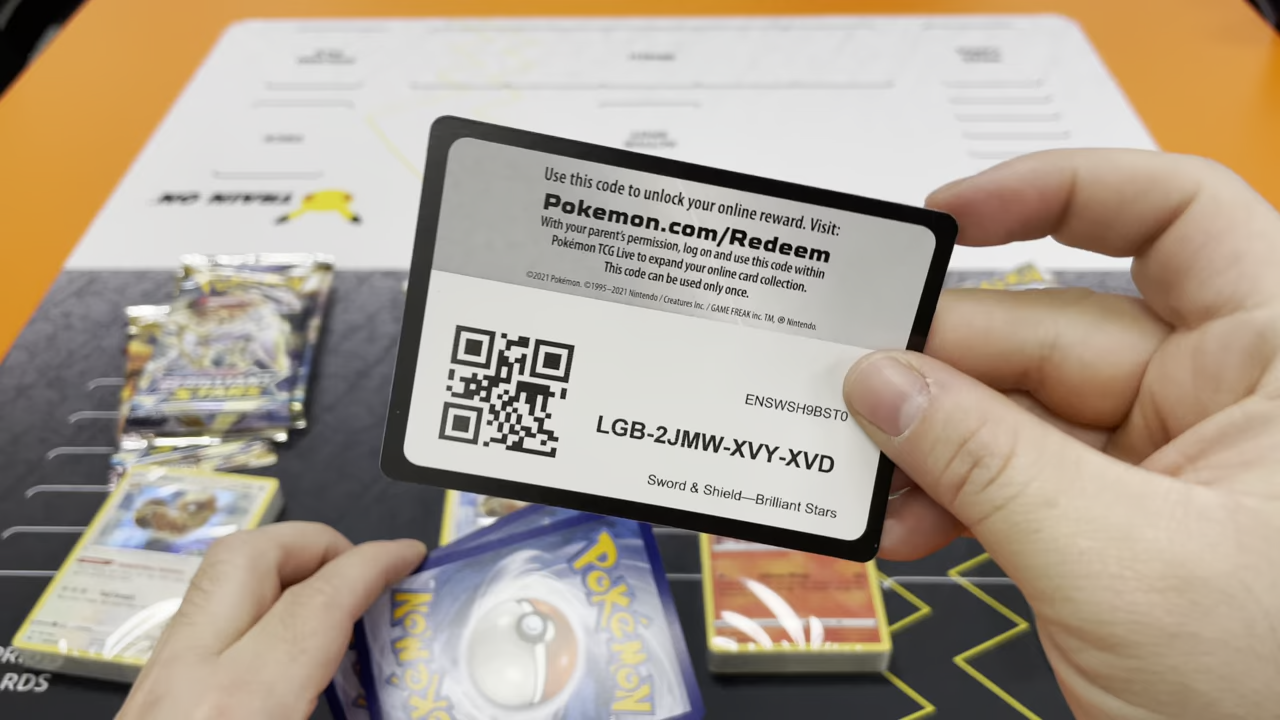 Use this code to unlock your online reward. Visit:
Pokemon.com/Redeem
With your parent's permission, log on and use this code within
Pokémon TCG Live to expand your online card collection.
This code can be used only once.
©2021 Pokémon. ©1995–2021 Nintendo / Creatures Inc. / GAME FREAK inc. TM, ® Nintendo.
ENSWSH9BST0
LGB-2JMW-XVY-XVD
Sword & Shield—Brilliant Stars
TRAIN ON
BRILLIANT
STARS
POKéMON
POKéMON
RDS